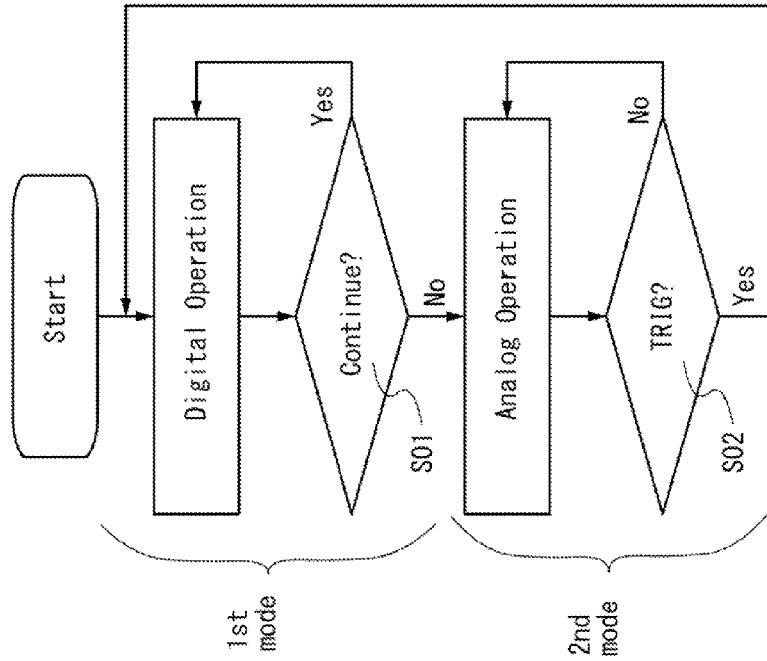 Start
1st
mode
Digital Operation
Continue?
Yes
S01
No
2nd
mode
Analog Operation
TRIG?
No
S02
Yes